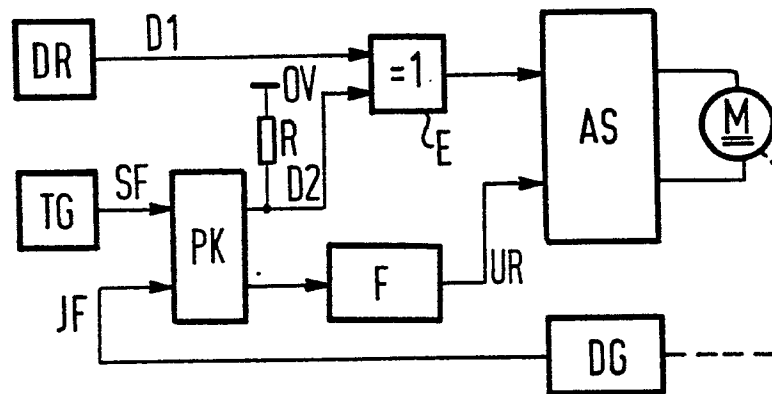 DR
D1
=1
E
0V
R
D2
AS
M
TG
SF
PK
F
UR
JF
DG